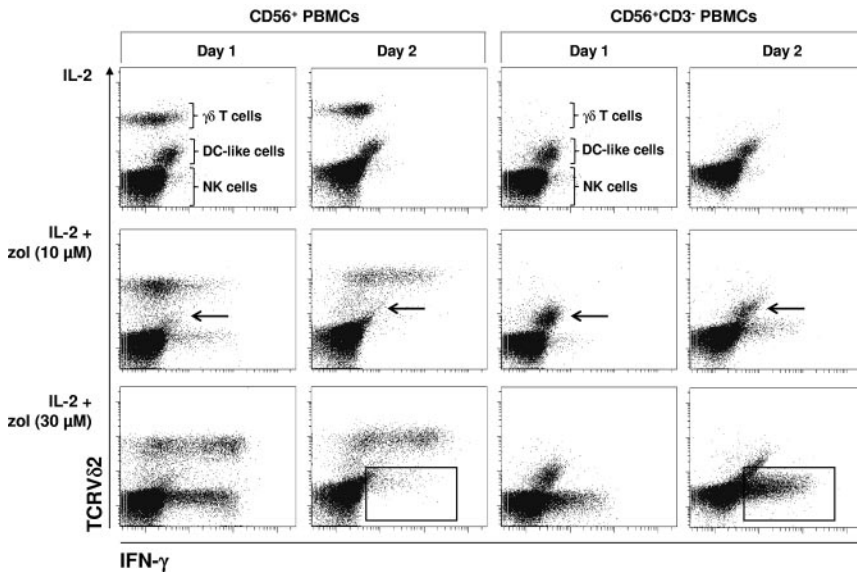 CD56⁺ PBMCs
CD56⁺CD3⁻ PBMCs
Day 1
Day 2
Day 1
Day 2
IL-2
γδ T cells
DC-like cells
NK cells
γδ T cells
DC-like cells
NK cells
IL-2 +
zol (10 µM)
IL-2 +
zol (30 µM)
TCRVδ2
IFN-γ